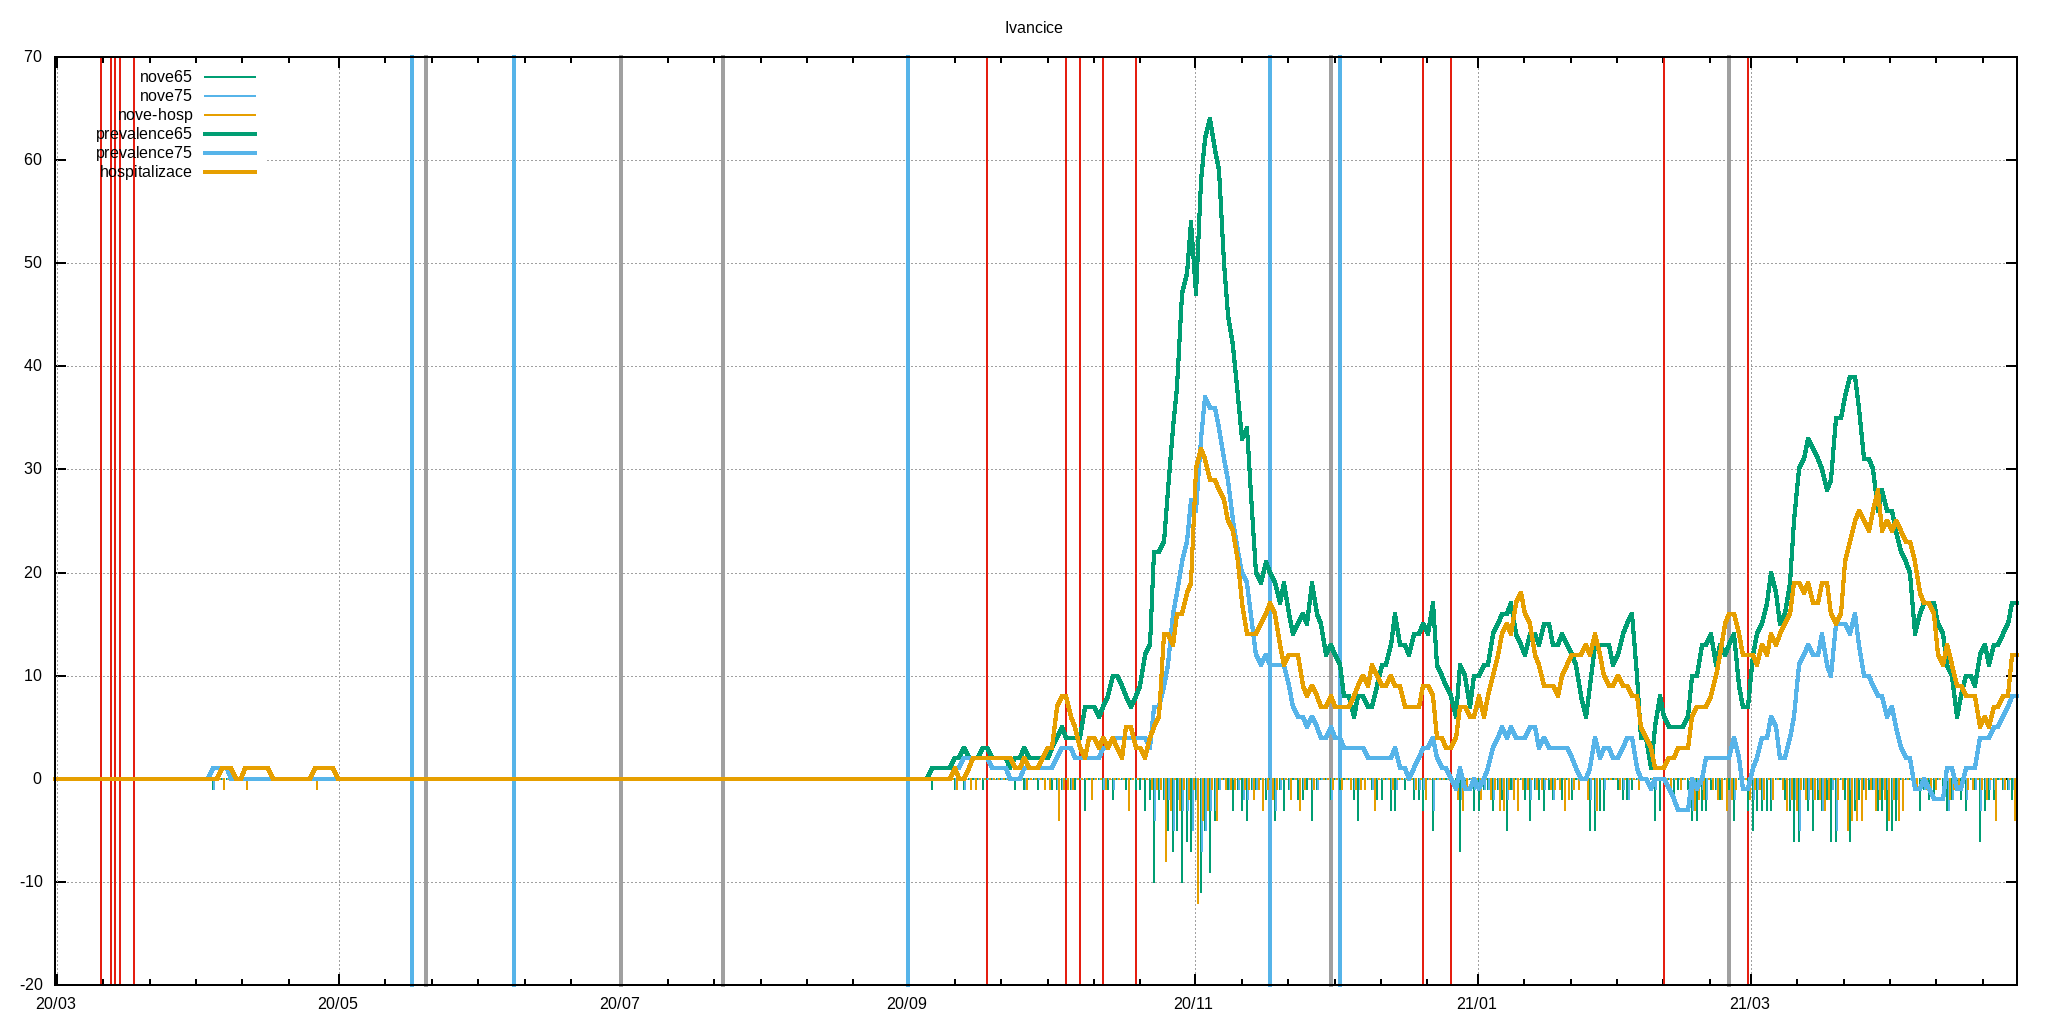 Ivancice
70
60
50
40
30
20
10
0
-10
-20
nove65
nove75
nove-hosp
prevalence65
prevalence75
hospitalizace
20/03 20/05 20/07 20/09 20/11 21/01 21/03